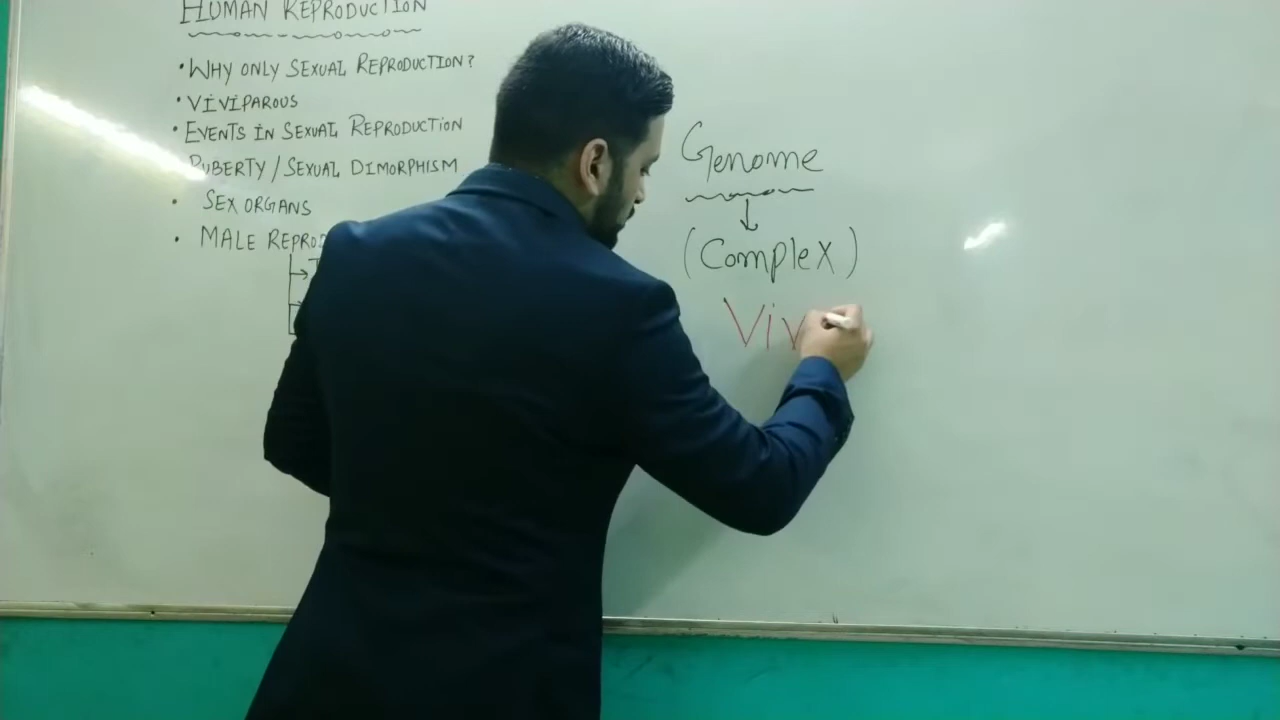 HUMAN REPRODUCTION
• WHY ONLY SEXUAL REPRODUCTION?
• VIVIPAROUS
• EVENTS IN SEXUAL REPRODUCTION
PUBERTY / SEXUAL DIMORPHISM
• SEX ORGANS
• MALE
Genome
↓
(Complex)
Viv